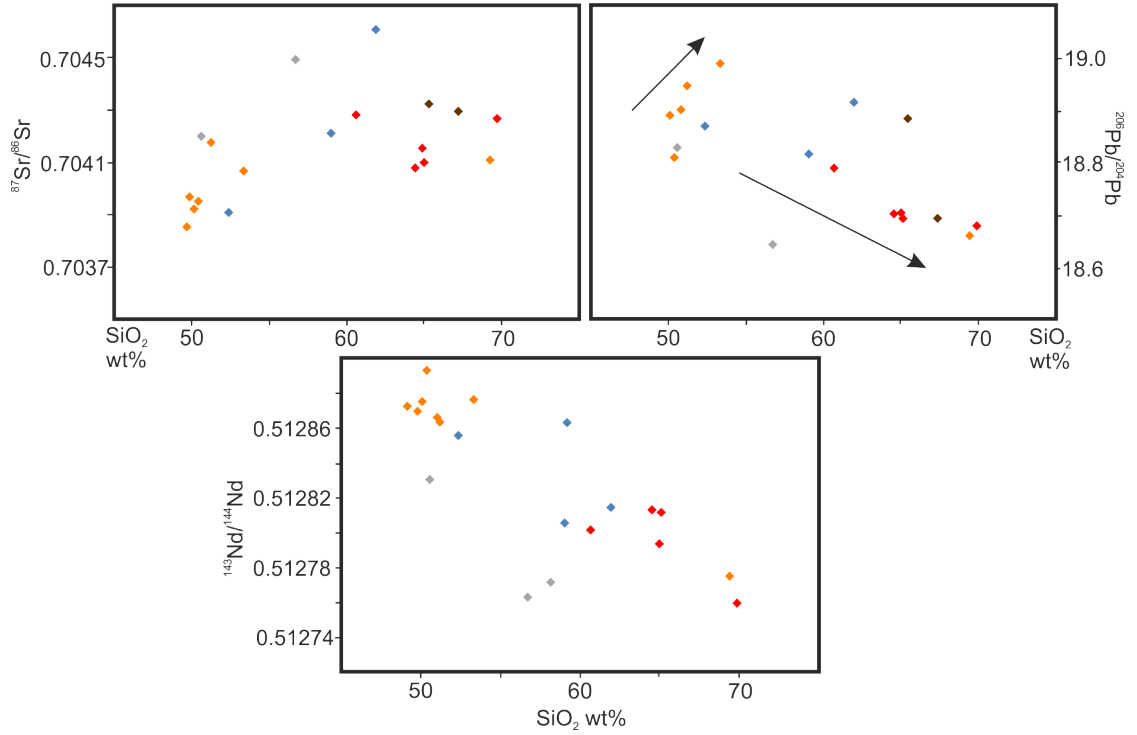 0.7045
0.7041
0.7037
⁸⁷Sr/⁸⁶Sr
SiO₂
wt%
50
60
70
19.0
18.8
18.6
²⁰⁶Pb/²⁰⁴Pb
50
60
70
SiO₂
wt%
0.51286
0.51282
0.51278
0.51274
¹⁴³Nd/¹⁴⁴Nd
50
60
70
SiO₂ wt%